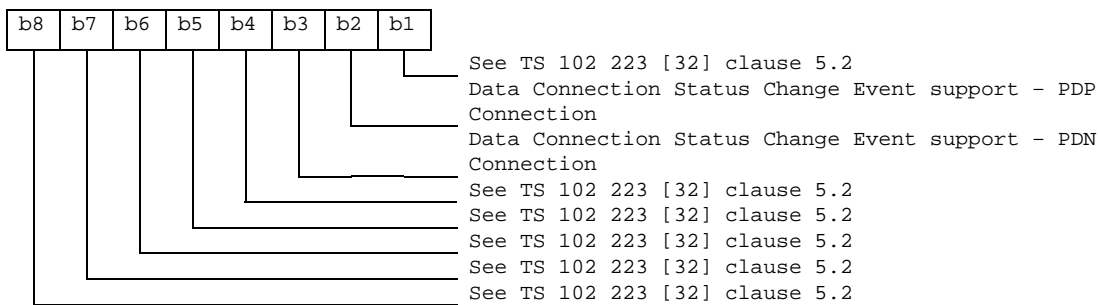 b8 b7 b6 b5 b4 b3 b2 b1
See TS 102 223 [32] clause 5.2
Data Connection Status Change Event support – PDP
Connection
Data Connection Status Change Event support – PDN
Connection
See TS 102 223 [32] clause 5.2
See TS 102 223 [32] clause 5.2
See TS 102 223 [32] clause 5.2
See TS 102 223 [32] clause 5.2
See TS 102 223 [32] clause 5.2